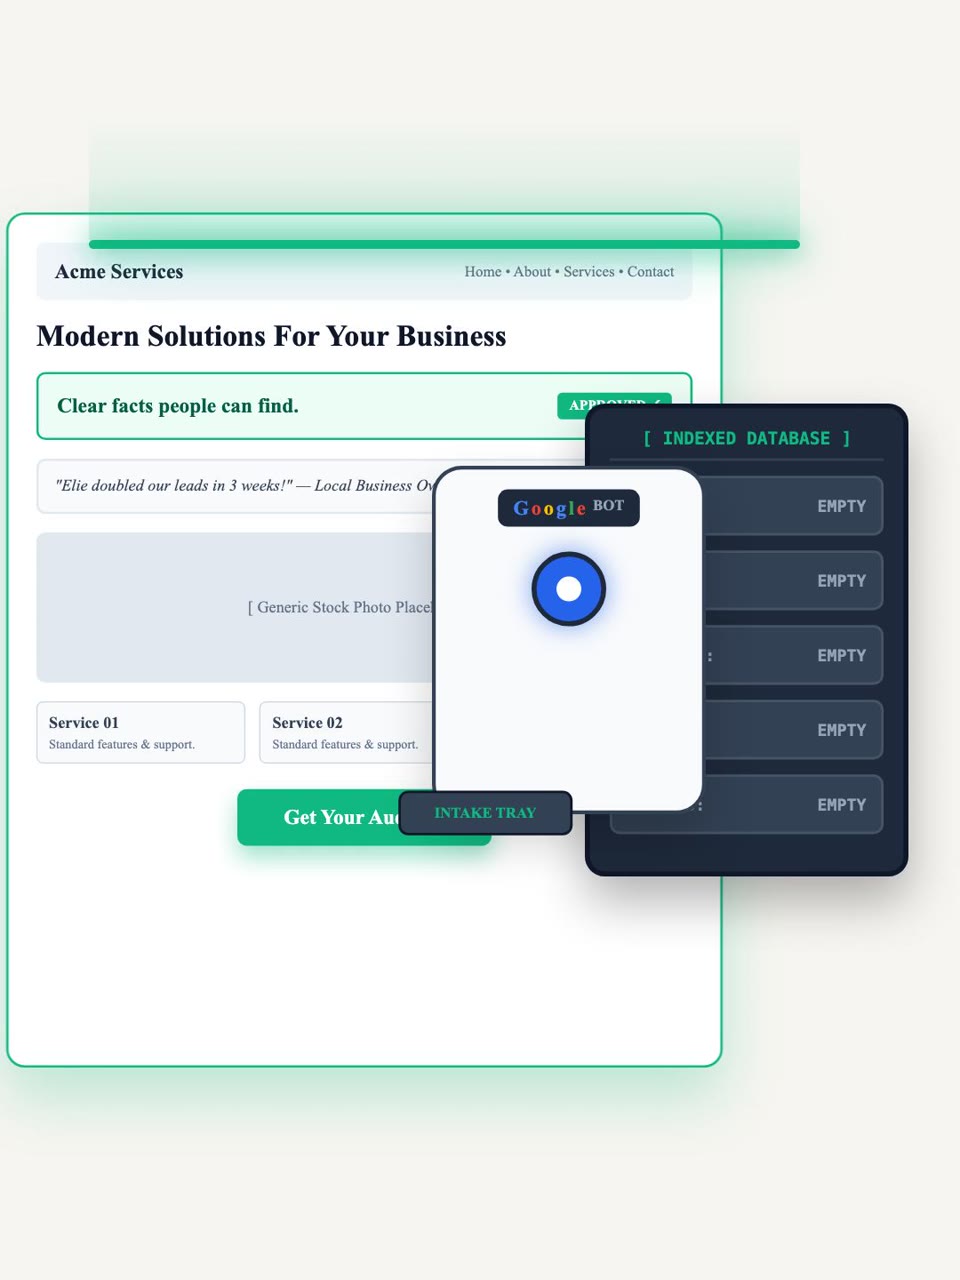 Acme Services
Home • About • Services • Contact
Modern Solutions For Your Business
Clear facts people can find.
APPROVED ✓
"Elie doubled our leads in 3 weeks!" — Local Business
[ Generic Stock Photo
Service 01
Standard features & support.
Service 02
Standard features & support.
Get Your
Google BOT
INTAKE TRAY
[ INDEXED DATABASE ]
EMPTY
EMPTY
: EMPTY
EMPTY
: EMPTY